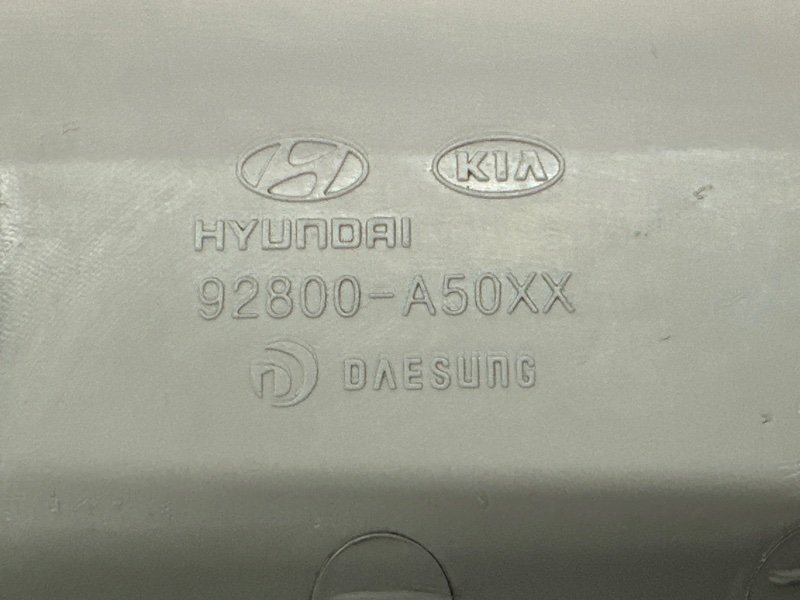 KIA
HYUNDAI
92800-A50XX
DAESUNG